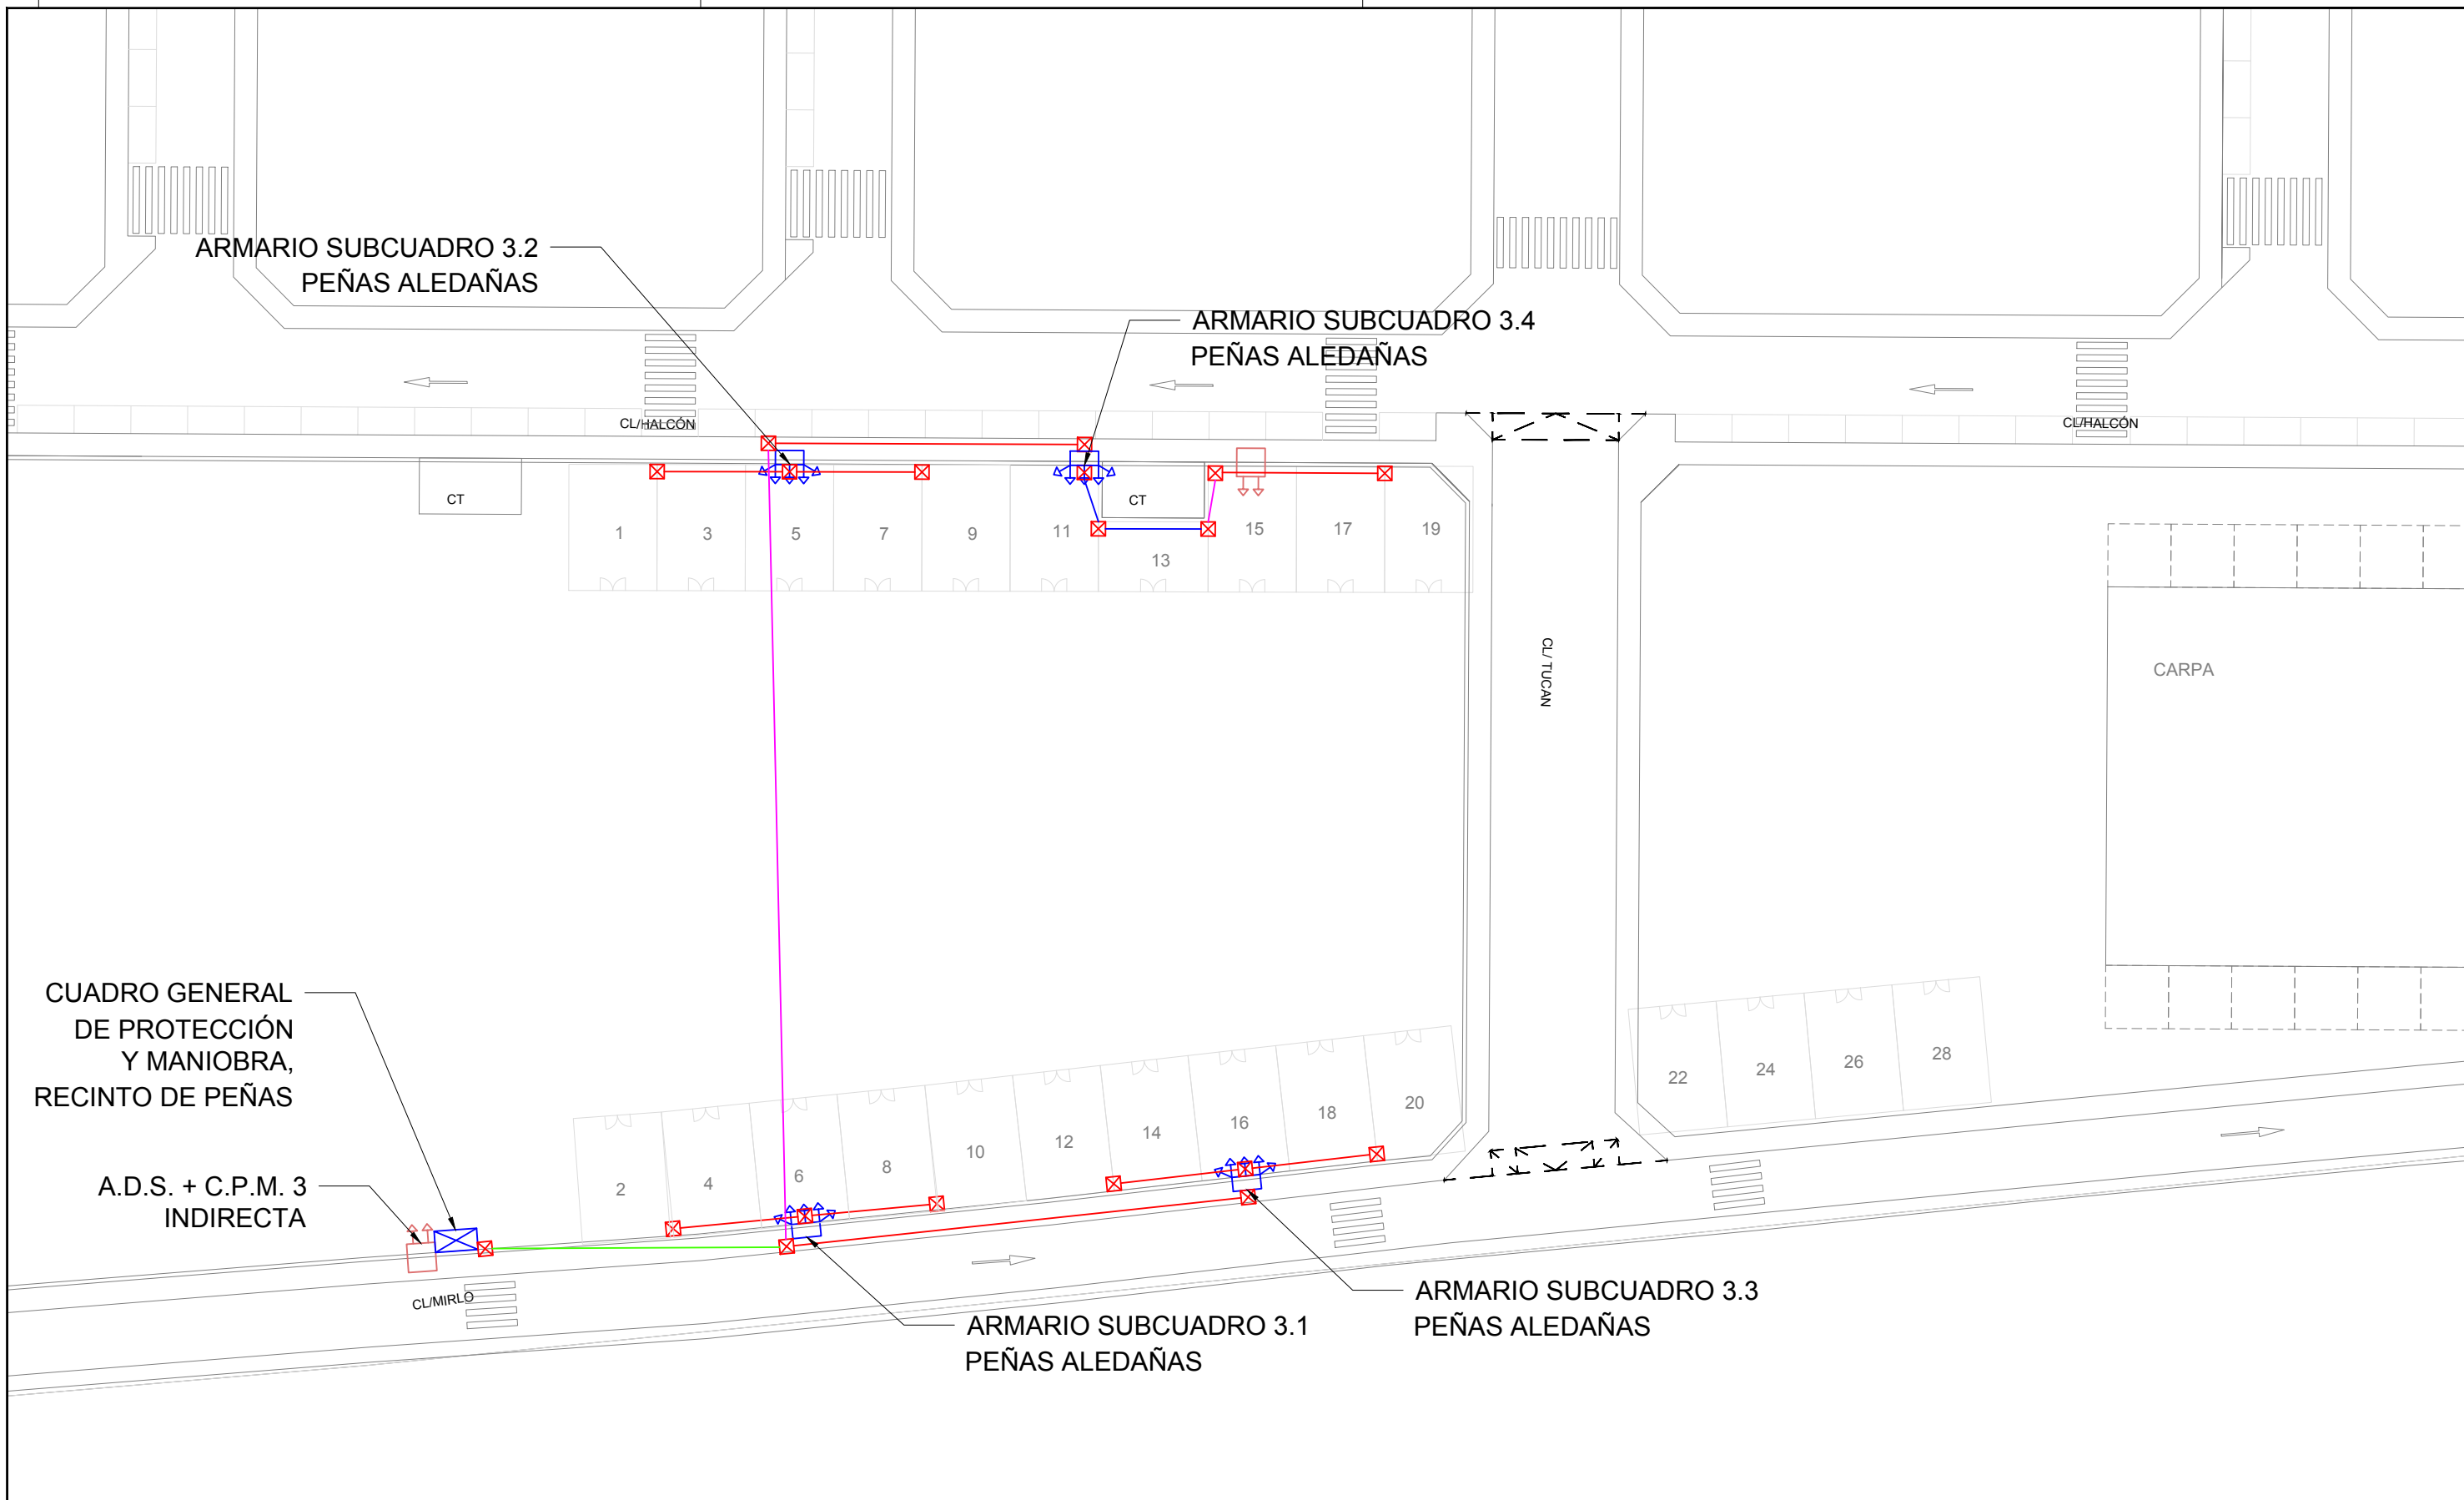 ARMARIO SUBCUADRO 3.2
PEÑAS ALEDAÑAS
ARMARIO SUBCUADRO 3.4
PEÑAS ALEDAÑAS
CL/HALCÓN
CL/HALCÓN
CT
CT
1
3
5
7
9
11
13
15
17
19
CL/ TUCAN
CARPA
CUADRO GENERAL
DE PROTECCIÓN
Y MANIOBRA,
RECINTO DE PEÑAS
A.D.S. + C.P.M. 3
INDIRECTA
2
4
6
8
10
12
14
16
18
20
22
24
26
28
CL/MIRLO
ARMARIO SUBCUADRO 3.1
PEÑAS ALEDAÑAS
ARMARIO SUBCUADRO 3.3
PEÑAS ALEDAÑAS